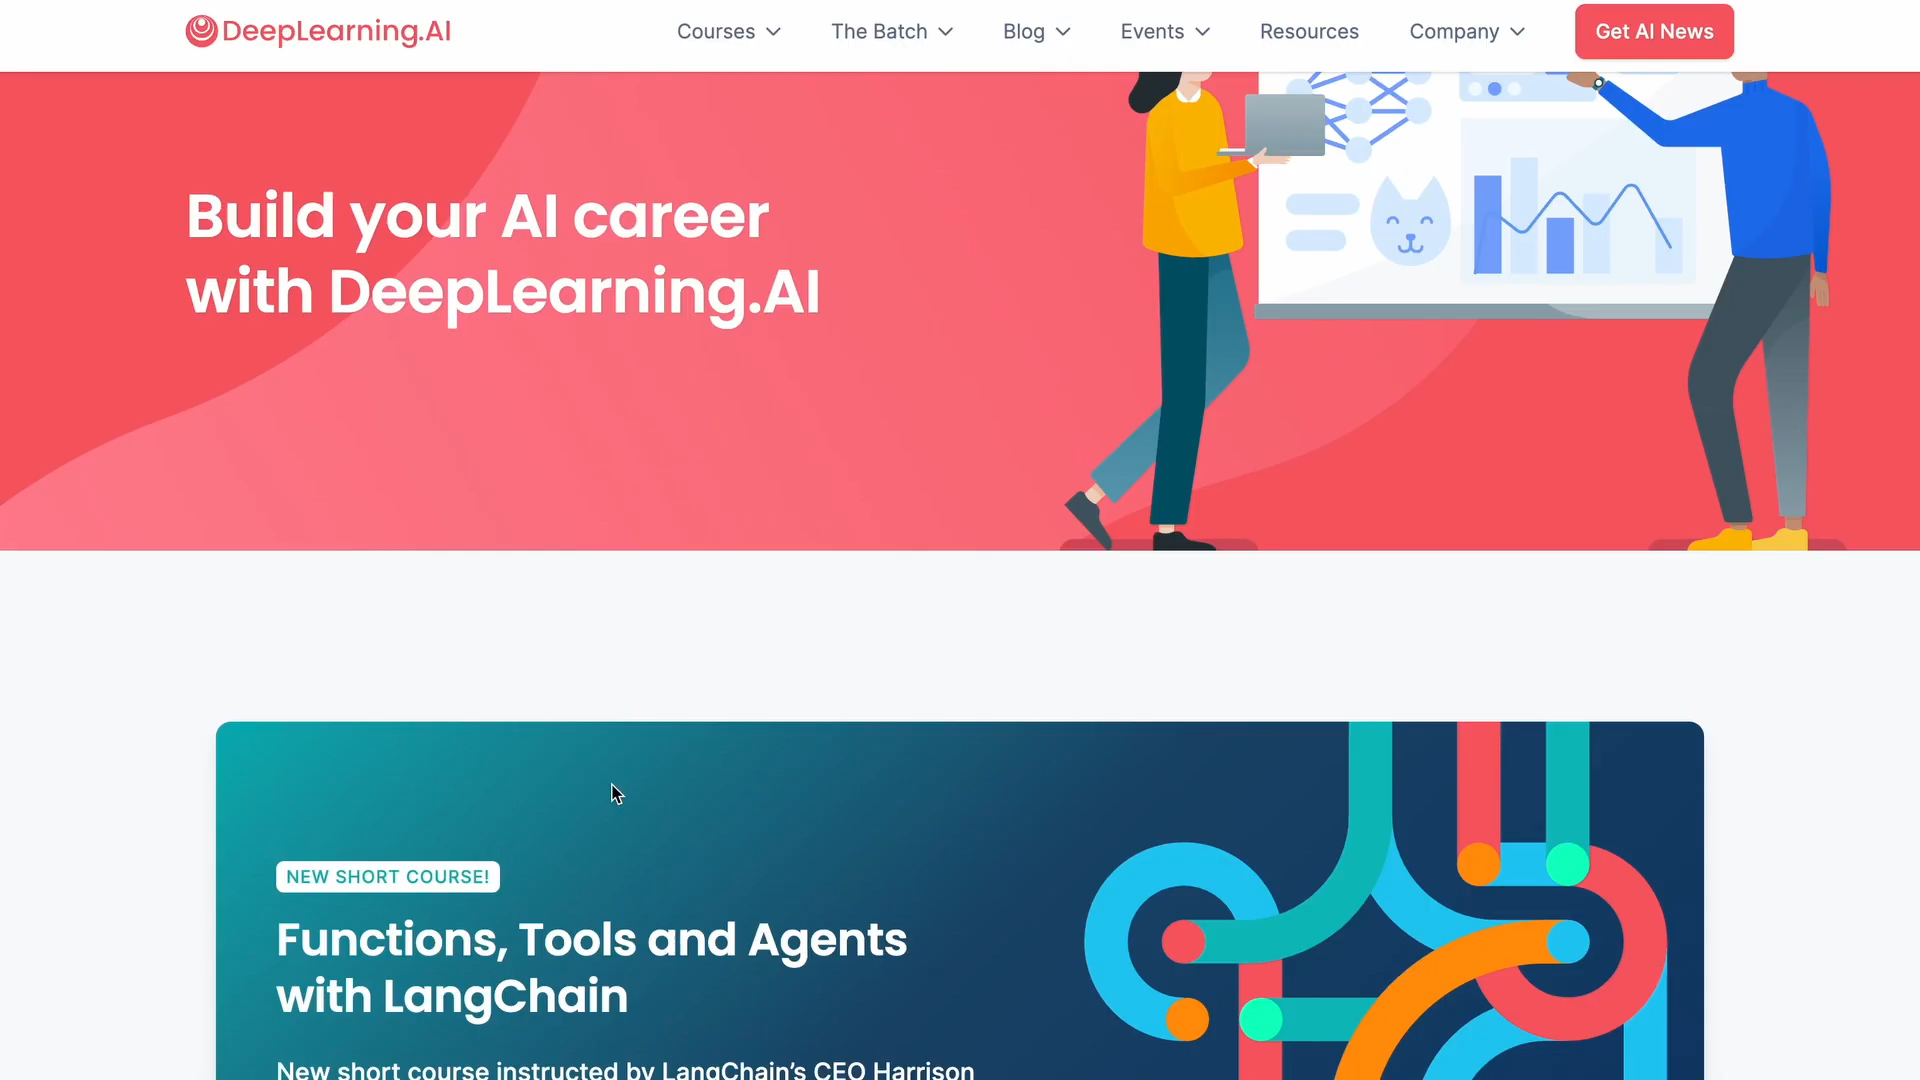 DeepLearning.AI
Courses
The Batch
Blog
Events
Resources
Company
Get AI News
Build your AI career
with DeepLearning.AI
NEW SHORT COURSE!
Functions, Tools and Agents
with LangChain
New short course instructed by LangChain's CEO Harrison